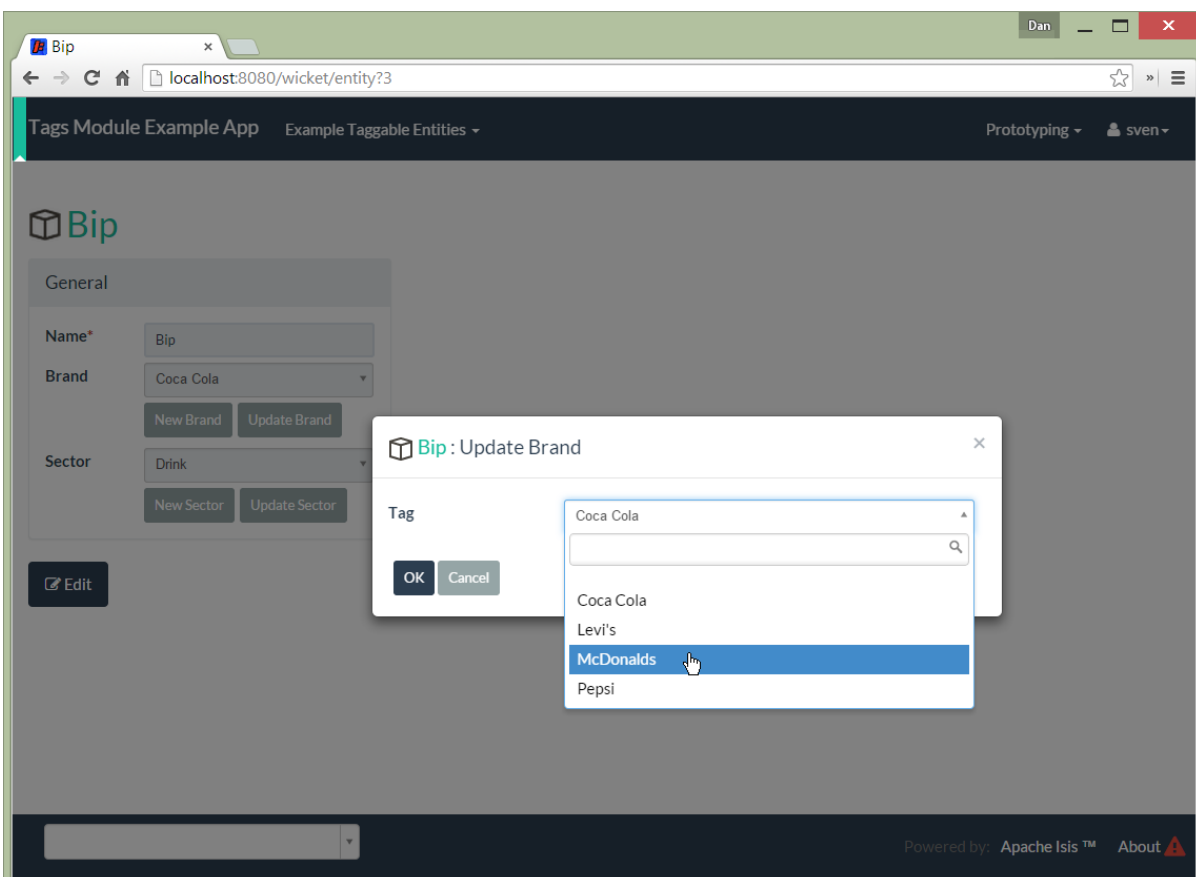 Dan
Bip
localhost:8080/wicket/entity?3
Tags Module Example App Example Taggable Entities Prototyping sven
Bip
General
Name* Bip
Brand Coca Cola
New Brand Update Brand
Sector Drink
New Sector Update Sector
Edit
Bip : Update Brand
Tag Coca Cola
OK Cancel
Coca Cola
Levi's
McDonalds
Pepsi
Powered by: Apache Isis ™ About